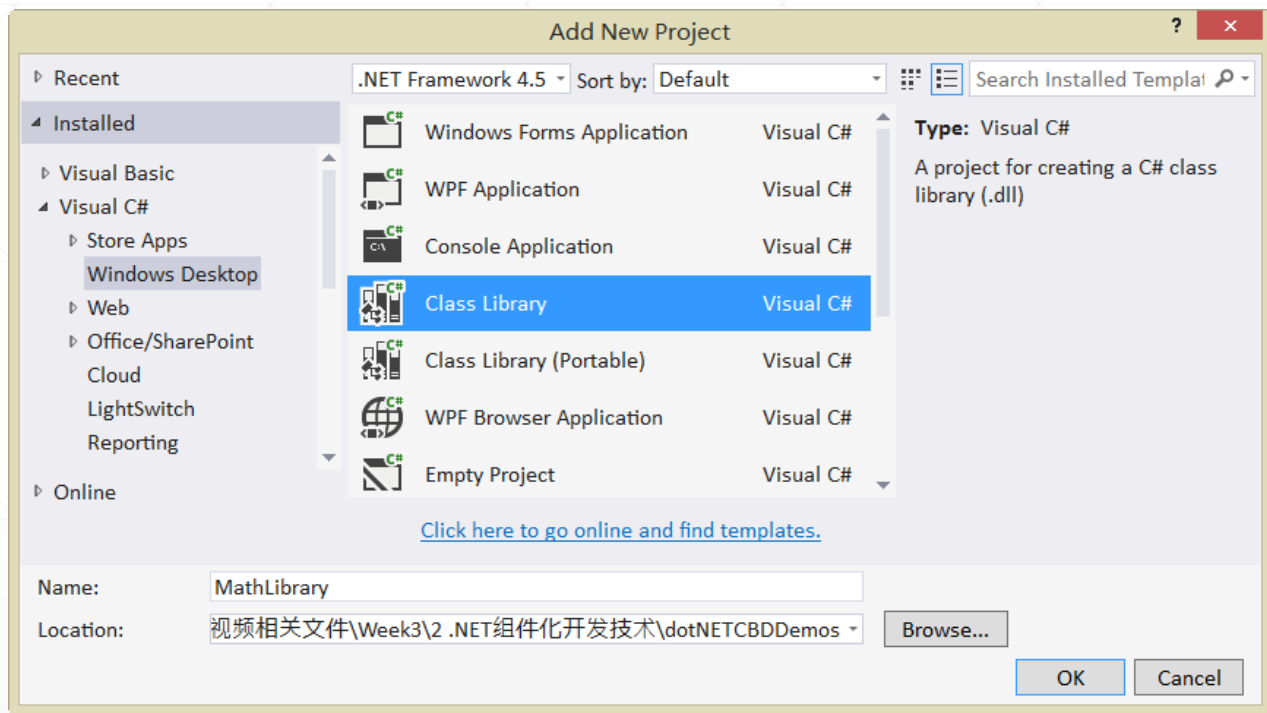 Add New Project
?
Recent
.NET Framework 4.5 Sort by: Default
Search Installed Templat
Installed
Visual Basic
Visual C#
Store Apps
Windows Desktop
Web
Office/SharePoint
Cloud
LightSwitch
Reporting
Online
C# Windows Forms Application Visual C#
C# WPF Application Visual C#
C# C:\ Console Application Visual C#
C# Class Library Visual C#
C# Class Library (Portable) Visual C#
C# WPF Browser Application Visual C#
C# Empty Project Visual C#
Type: Visual C#
A project for creating a C# class
library (.dll)
Click here to go online and find templates.
Name: MathLibrary
Location: 视频相关文件\Week3\2 .NET组件化开发技术\dotNETCBDDemos Browse...
OK Cancel